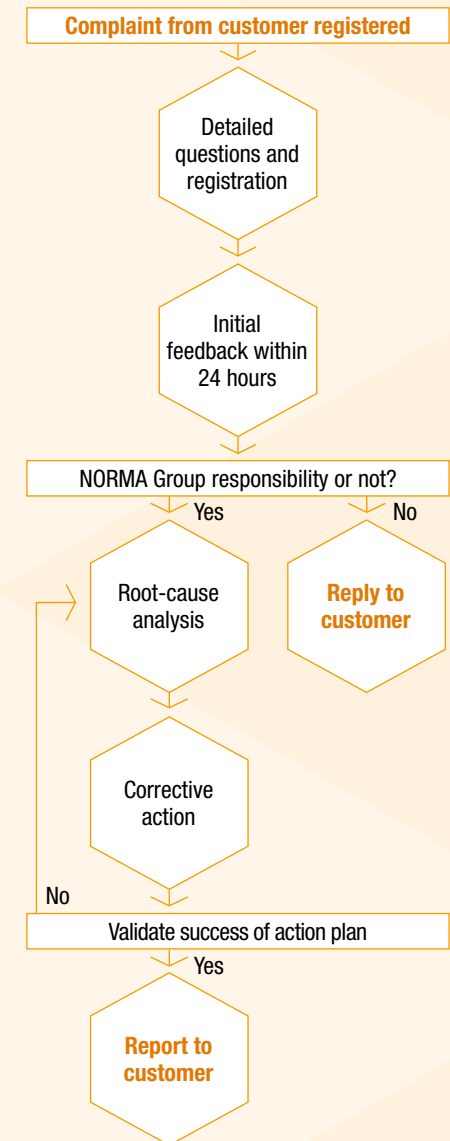 Complaint from customer registered
Detailed
questions and
registration
Initial
feedback within
24 hours
NORMA Group responsibility or not?
Yes
No
Root-cause
analysis
Reply to
customer
Corrective
action
No
Validate success of action plan
Yes
Report to
customer